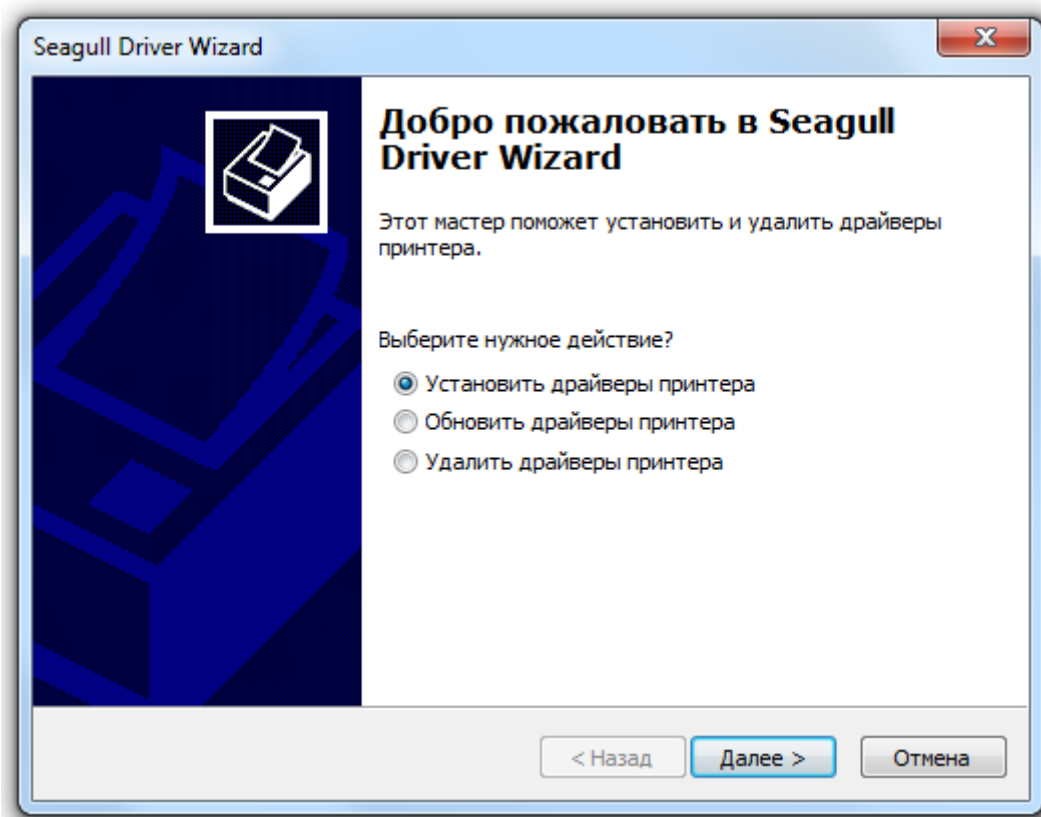 Seagull Driver Wizard
Добро пожаловать в Seagull
Driver Wizard
Этот мастер поможет установить и удалить драйверы
принтера.
Выберите нужное действие?
Установить драйверы принтера
Обновить драйверы принтера
Удалить драйверы принтера
< Назад Далее > Отмена